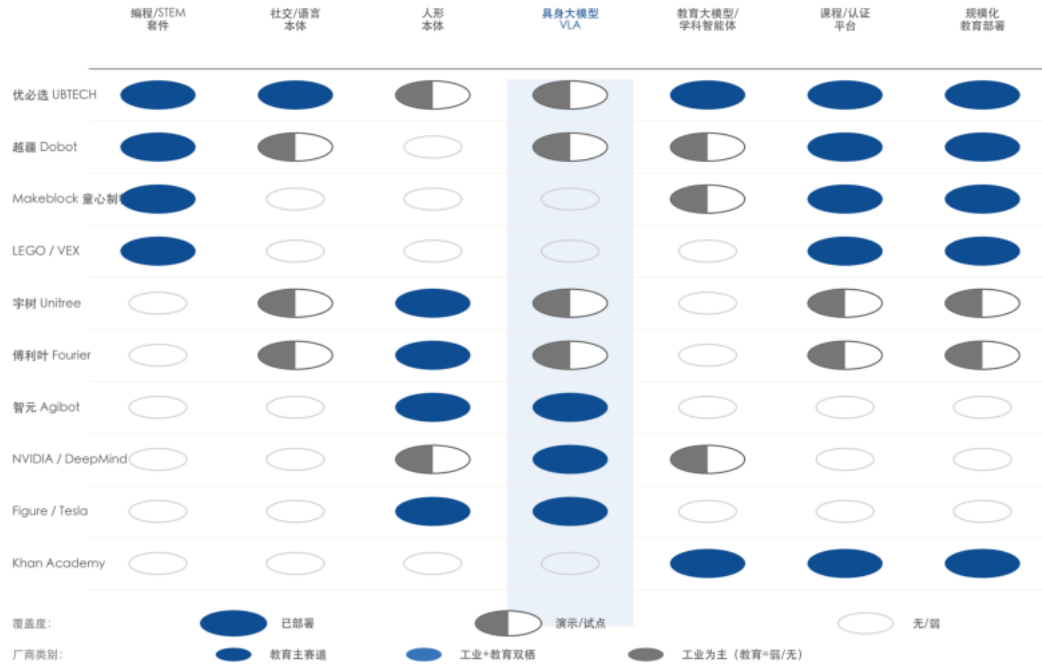 编程/STEM 社交/语言 人形 具身大模型 教育大模型/ 课程/认证 规模化
套件 本体 本体 VLA 学科智能体 平台 教育部署
优必选 UBTECH
越疆 Dobot
Makeblock 童心制
LEGO / VEX
宇树 Unitree
傅利叶 Fourier
智元 Agibot
NVIDIA / DeepMind
Figure / Tesla
Khan Academy
覆盖度: 已部署 演示/试点 无/弱
厂商类别: 教育主赛道 工业+教育双栖 工业为主（教育=弱/无）